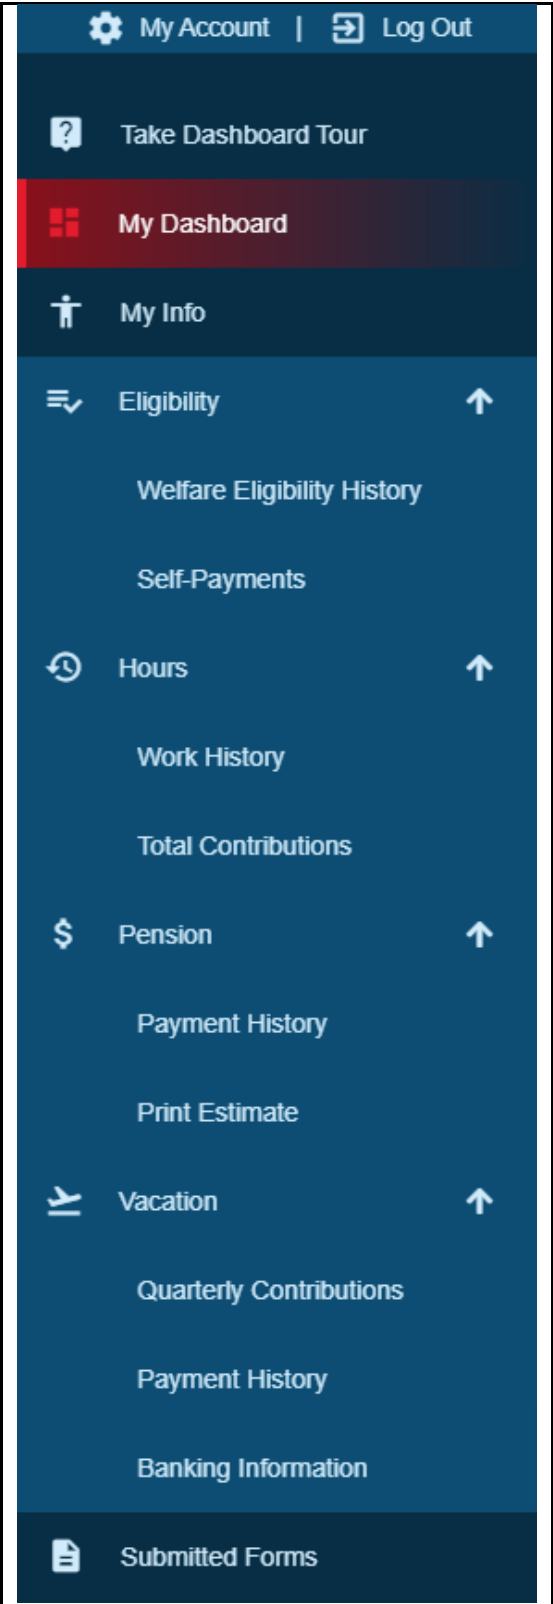 My Account | Log Out
Take Dashboard Tour
My Dashboard
My Info
Eligibility
Welfare Eligibility History
Self-Payments
Hours
Work History
Total Contributions
Pension
Payment History
Print Estimate
Vacation
Quarterly Contributions
Payment History
Banking Information
Submitted Forms